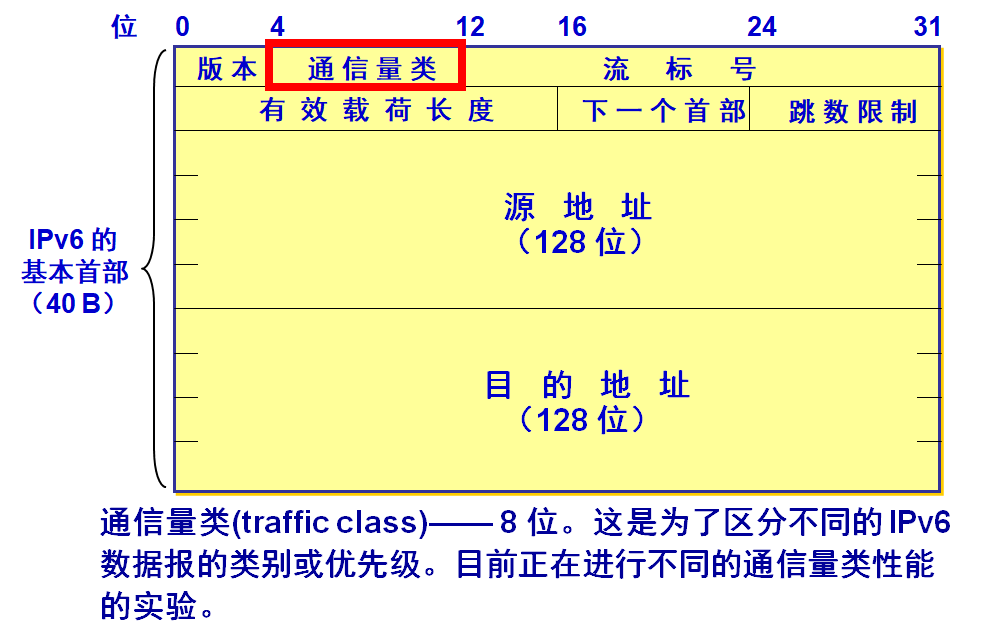 位 0 4 12 16 24 31
版本 通信量类 流标号
有效载荷长度 下一个首部 跳数限制
源地址
（128 位）
IPv6 的
基本首部
（40 B）
目的地址
（128 位）
通信量类(traffic class)—— 8 位。这是为了区分不同的 IPv6
数据报的类别或优先级。目前正在进行不同的通信量类性能
的实验。